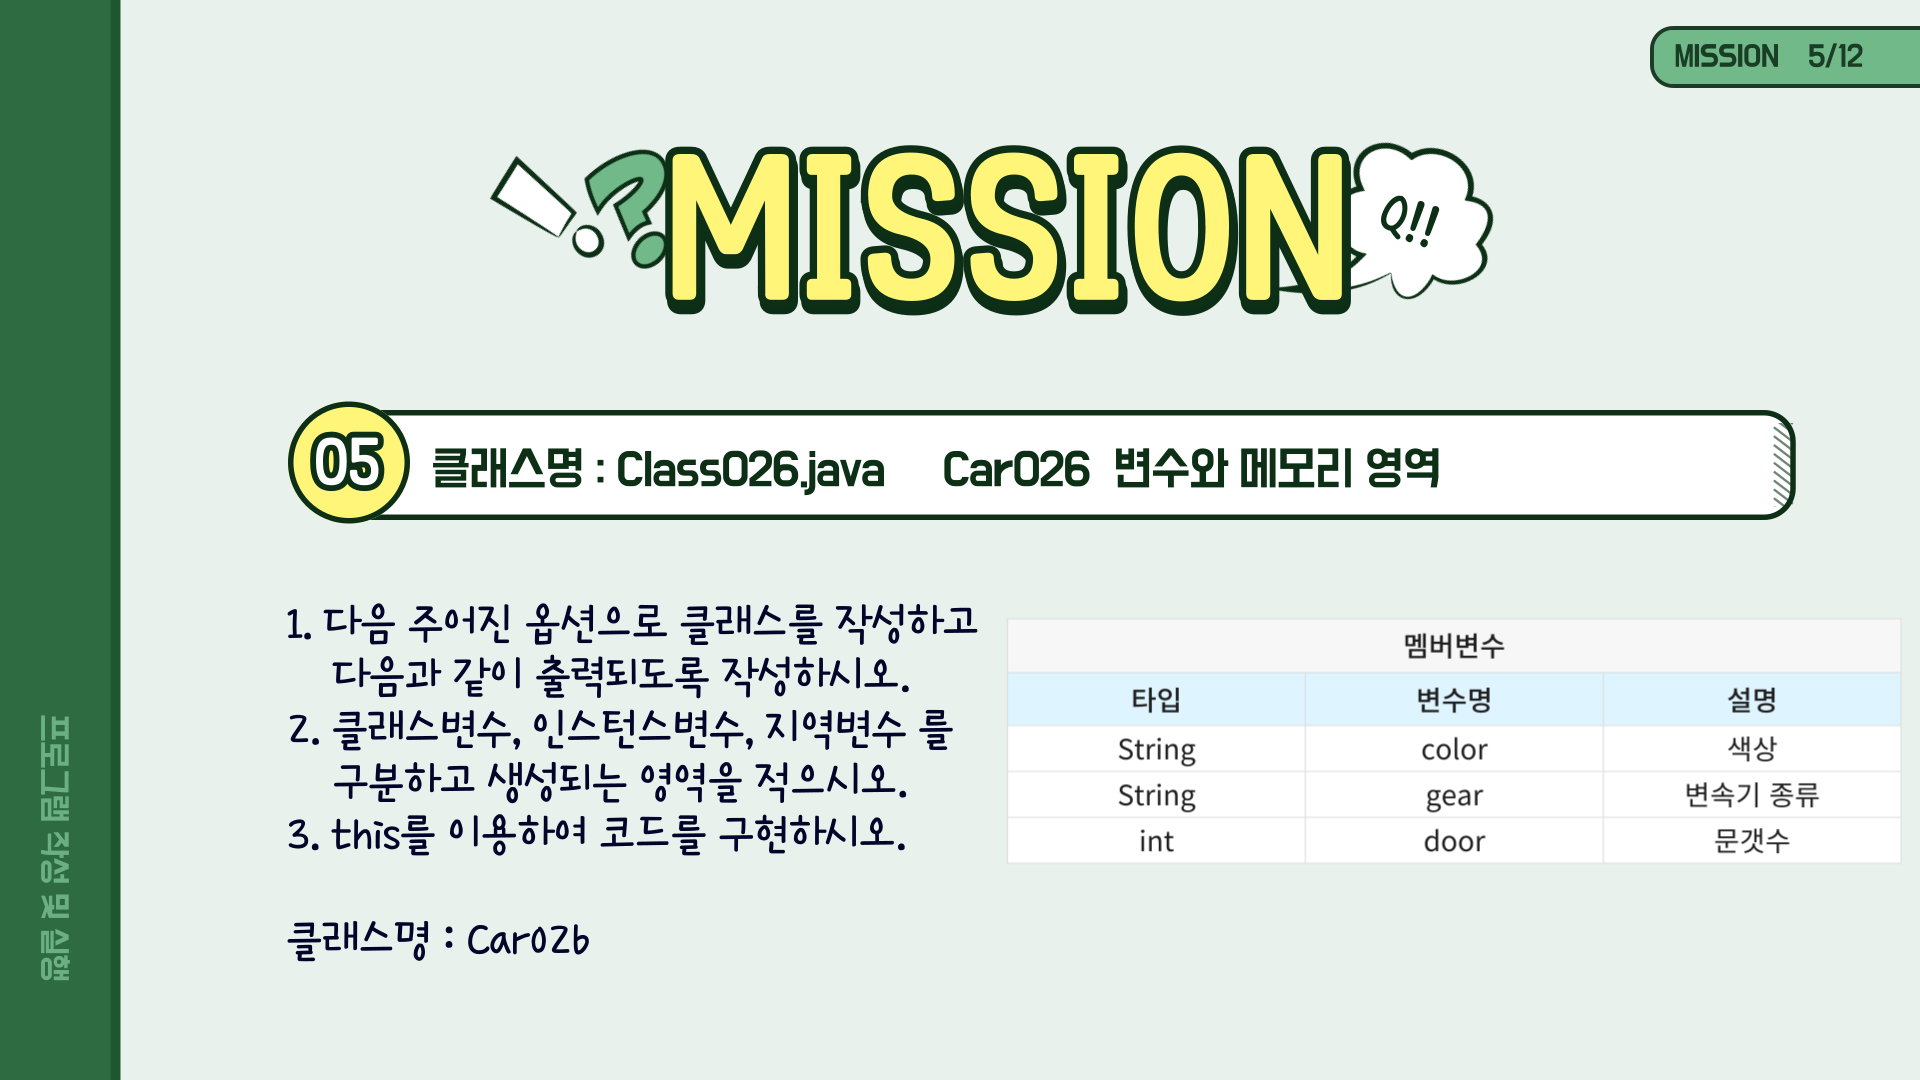 MISSION 5/12
MISSION
Q!!
05 클래스명 : Class026.java Car026 변수와 메모리 영역
1. 다음 주어진 옵션으로 클래스를 작성하고
다음과 같이 출력되도록 작성하시오.
2. 클래스변수, 인스턴스변수, 지역변수 를
구분하고 생성되는 영역을 적으시오.
3. this를 이용하여 코드를 구현하시오.
클래스명 : Car026
멤버변수
타입 변수명 설명
String color 색상
String gear 변속기 종류
int door 문갯수
프로그램 작성 및 실행